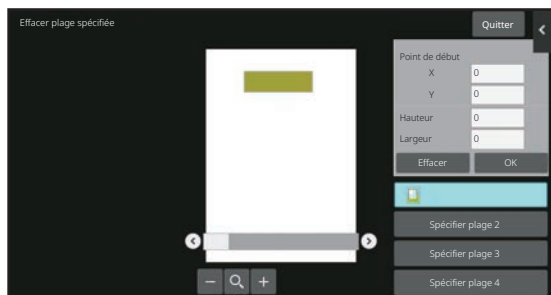 Effacer plage spécifiée
Quitter
Point de début
X 0
Y 0
Hauteur 0
Largeur 0
Effacer OK
Spécifier plage 2
Spécifier plage 3
Spécifier plage 4